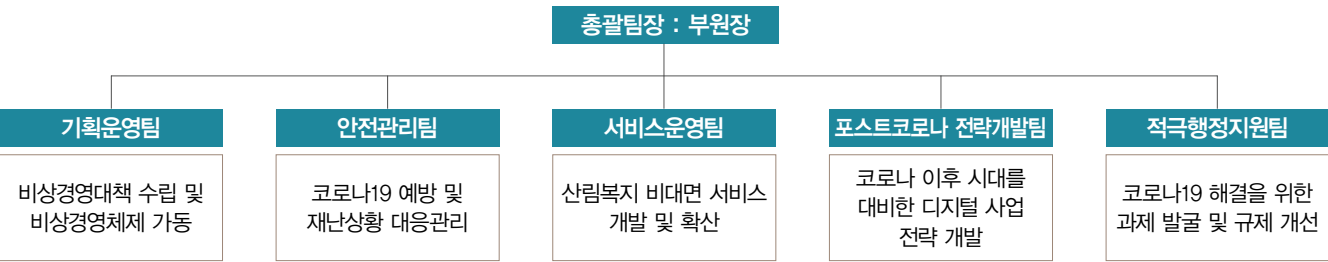 총괄팀장 : 부원장
기획운영팀
비상경영대책 수립 및
비상경영체제 가동
안전관리팀
코로나19 예방 및
재난상황 대응관리
서비스운영팀
산림복지 비대면 서비스
개발 및 확산
포스트코로나 전략개발팀
코로나 이후 시대를
대비한 디지털 사업
전략 개발
적극행정지원팀
코로나19 해결을 위한
과제 발굴 및 규제 개선